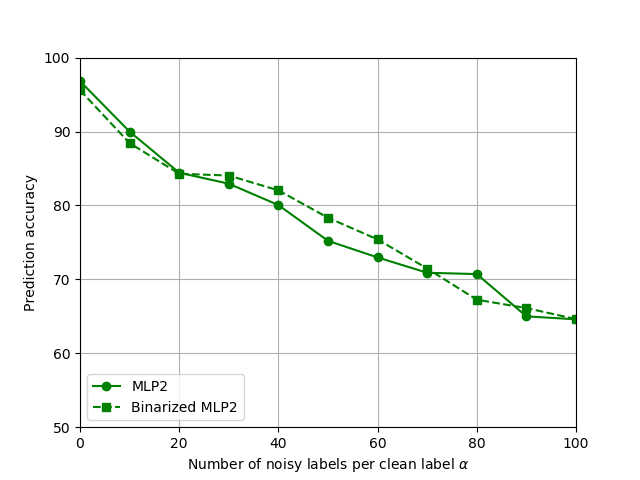 100
90
80
70
60
50
Prediction accuracy
0 20 40 60 80 100
Number of noisy labels per clean label α
MLP2
Binarized MLP2